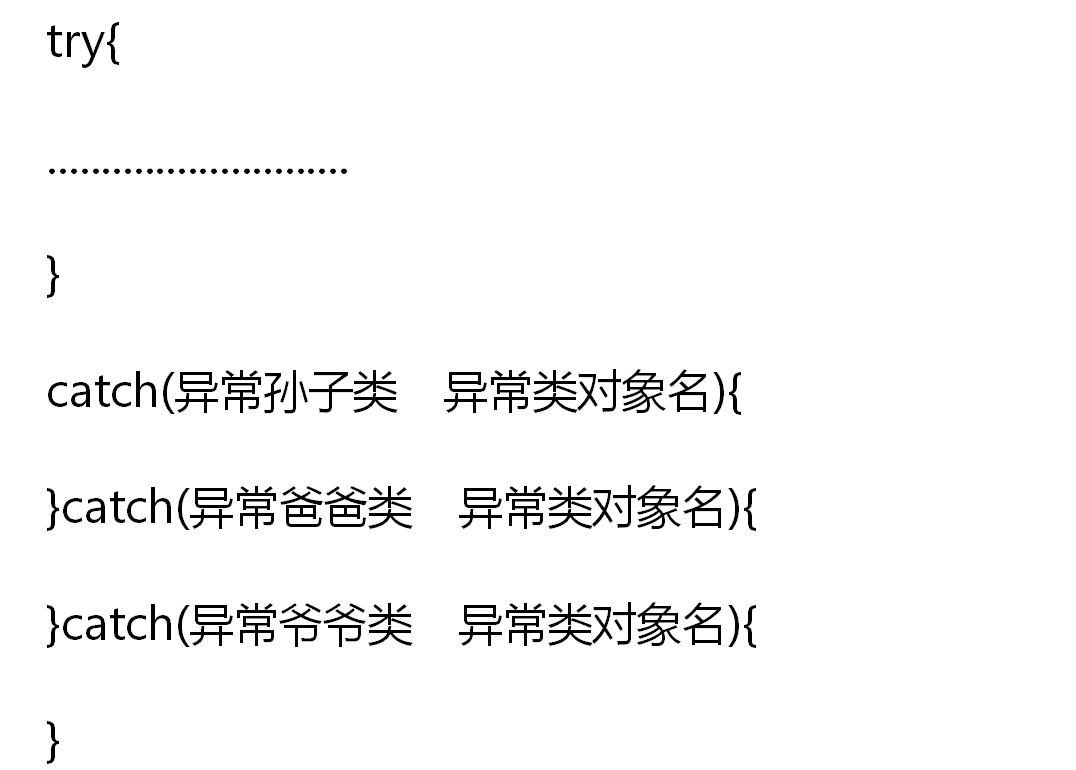 try{
...........................
}
catch(异常孙子类　异常类对象名){
}catch(异常爸爸类　异常类对象名){
}catch(异常爷爷类　异常类对象名){
}